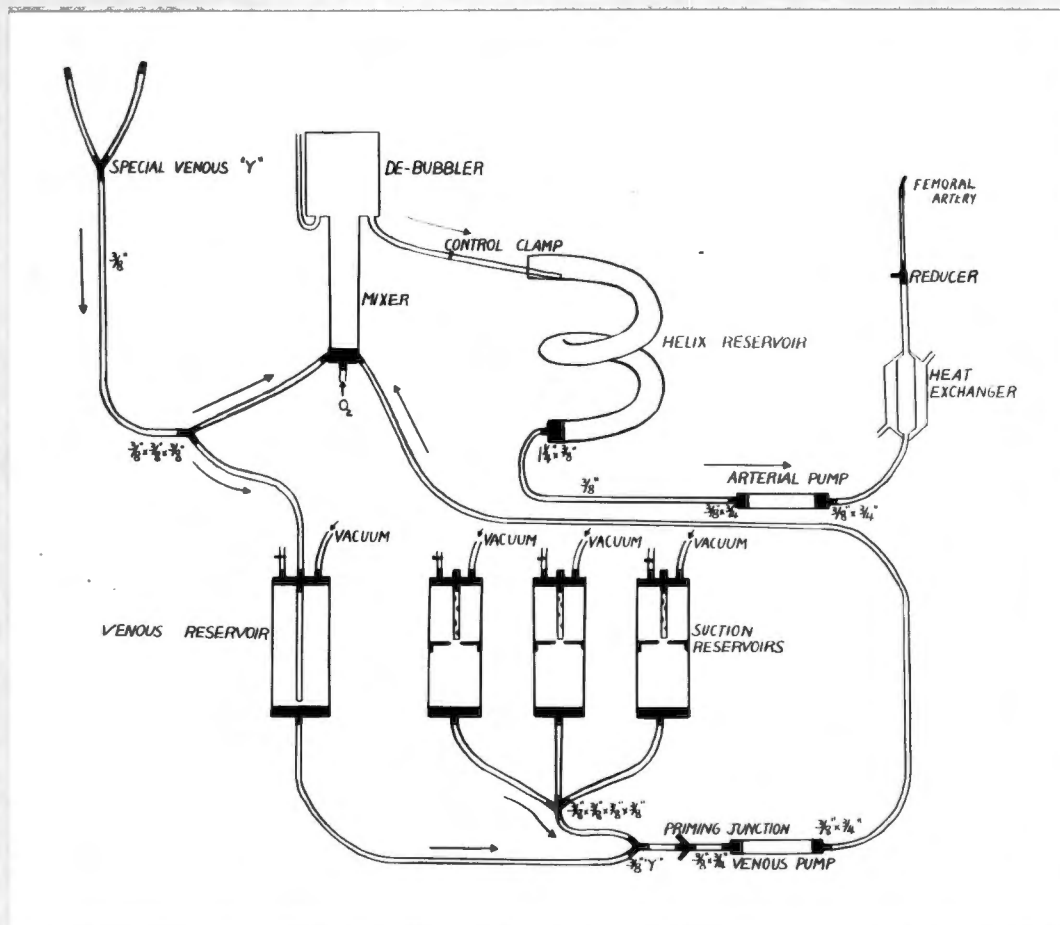 SPECIAL VENOUS "Y"
DE-BUBBLER
FEMORAL
ARTERY
CONTROL CLAMP
3/8"
REDUCER
MIXER
HELIX RESERVOIR
HEAT
EXCHANGER
O2
3/8" × 3/8" × 3/8"
1 1/4" × 3/8"
3/8"
ARTERIAL PUMP
3/8 × 3/4
3/8" × 3/4"
VACUUM
VACUUM
VACUUM
VACUUM
VENOUS RESERVOIR
SUCTION
RESERVOIRS
3/8" × 3/8" × 3/8" × 3/8"
PRIMING JUNCTION
3/8" × 3/4"
3/8" "Y"
3/8" × 3/4"
VENOUS PUMP